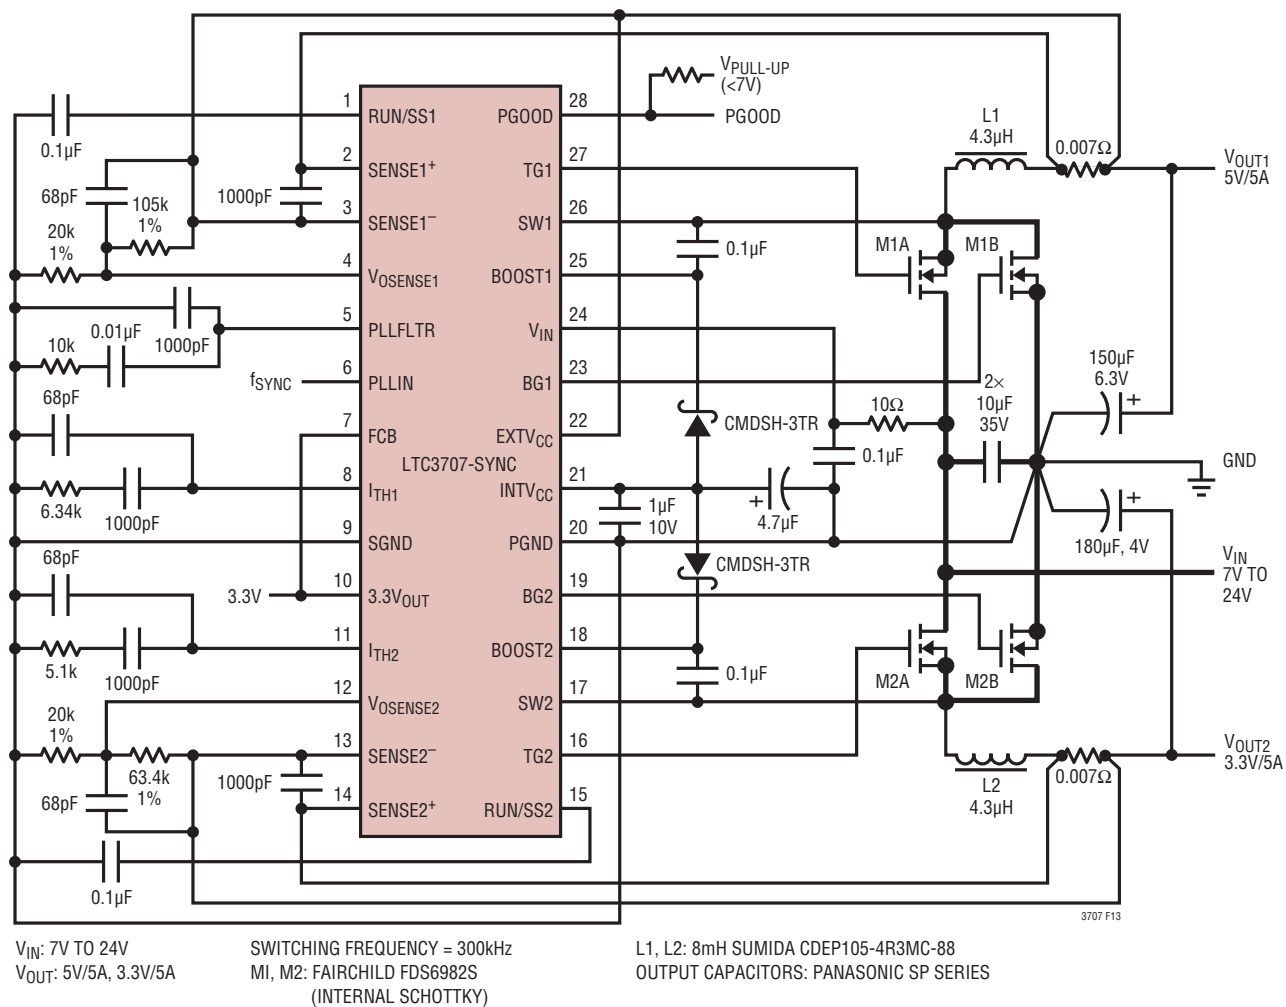 VPULL-UP
(<7V)
1
RUN/SS1
PGOOD
28
PGOOD
0.1µF
2
SENSE1+
TG1
27
L1
4.3µH
0.007Ω
VOUT1
5V/5A
68pF
105k
1%
1000pF
3
SENSE1–
SW1
26
20k
1%
0.1µF
M1A
M1B
4
VOSENSE1
BOOST1
25
0.01µF
1000pF
5
PLLFLTR
VIN
24
10k
fSYNC
6
PLLIN
BG1
23
150µF
6.3V
+
2×
10µF
35V
68pF
7
FCB
EXTVCC
22
CMDSH-3TR
10Ω
0.1µF
LTC3707-SYNC
GND
8
ITH1
INTVCC
21
6.34k
1000pF
1µF
10V
+
4.7µF
9
SGND
PGND
20
+
180µF, 4V
68pF
CMDSH-3TR
VIN
7V TO
24V
3.3V
10
3.3VOUT
BG2
19
11
ITH2
BOOST2
18
5.1k
1000pF
0.1µF
M2A
M2B
12
VOSENSE2
SW2
17
20k
1%
13
SENSE2–
TG2
16
VOUT2
3.3V/5A
63.4k
1%
1000pF
0.007Ω
L2
4.3µH
68pF
14
SENSE2+
RUN/SS2
15
0.1µF
3707 F13
VIN: 7V TO 24V
VOUT: 5V/5A, 3.3V/5A
SWITCHING FREQUENCY = 300kHz
MI, M2: FAIRCHILD FDS6982S
(INTERNAL SCHOTTKY)
L1, L2: 8mH SUMIDA CDEP105-4R3MC-88
OUTPUT CAPACITORS: PANASONIC SP SERIES